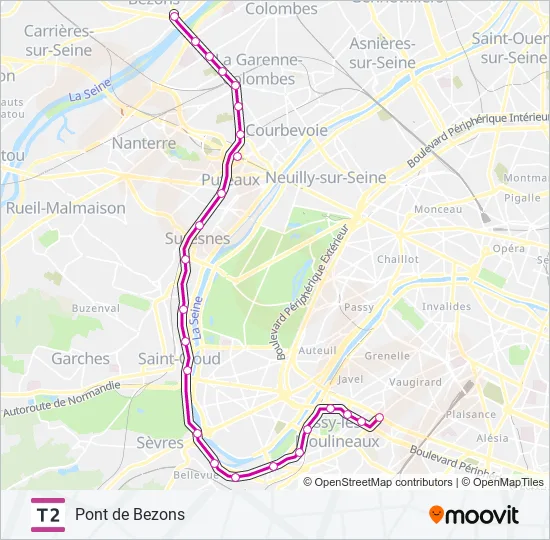 Bezons
Colombes
Carrières-
sur-Seine
Asnières-
sur-Seine
Saint-Ouen-
sur-Seine
La Garenne-
Colombes
La Seine
Courbevoie
Nanterre
Boulevard Périphérique Intérieur
Puteaux
Neuilly-sur-Seine
Montmar
Pigalle
Rueil-Malmaison
Monceau
Suresnes
Opéra
Chaillot
Boulevard Périphérique Extérieur
La Seine
Buzenval
Passy
Invalides
Garches
Saint-Cloud
Auteuil
Grenelle
Javel
Vaugirard
Autoroute de Normandie
Plaisance
Issy-les-
Moulineaux
Alésia
Sèvres
Bellevue
© OpenStreetMap contributors | © OpenMapTiles
T2
Pont de Bezons
moovit